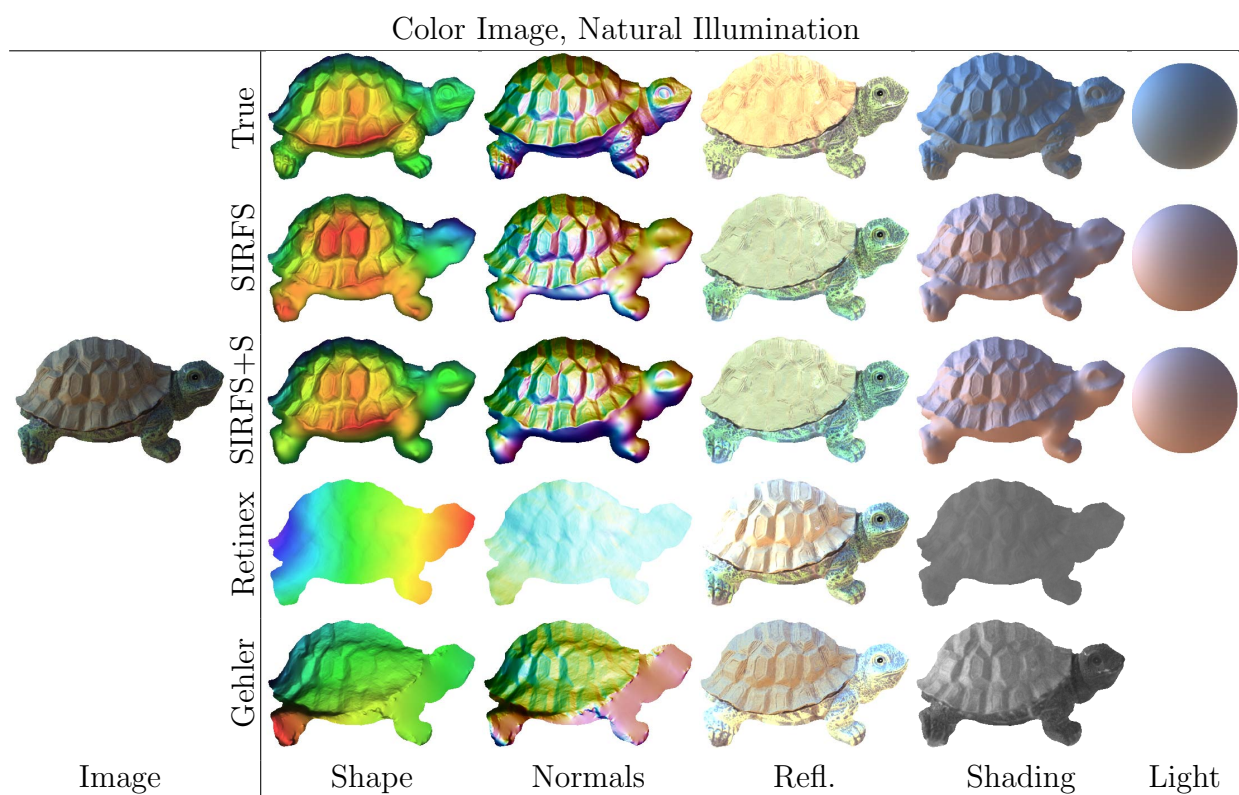 Color Image, Natural Illumination
True
SIRFS
SIRFS+S
Retinex
Gehler
Image Shape Normals Refl. Shading Light